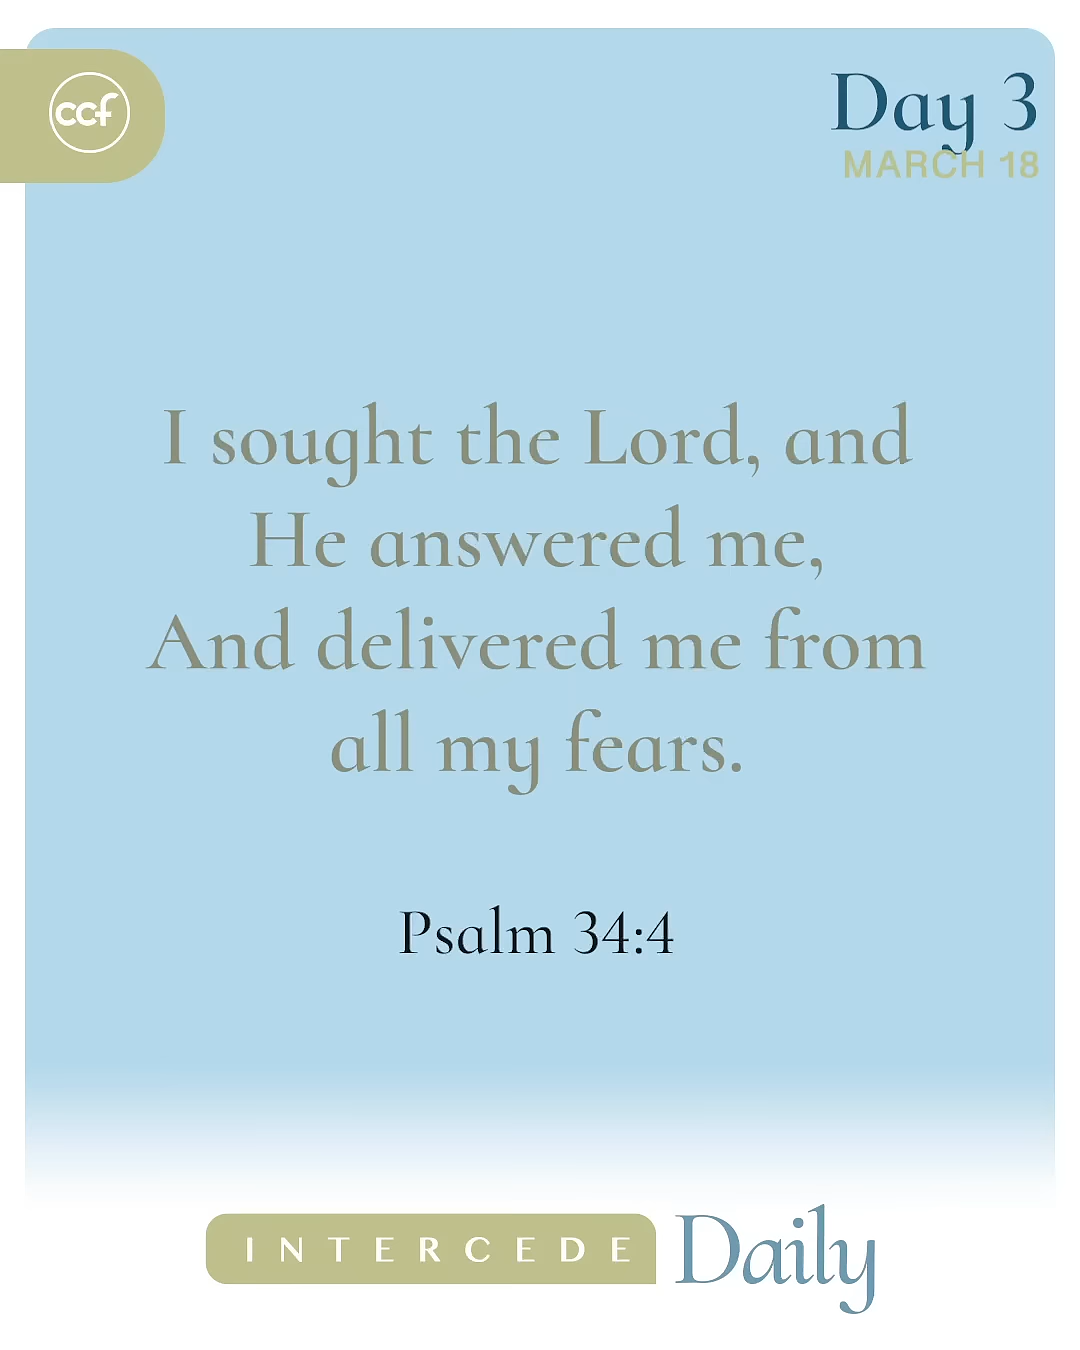 ccf
Day 3
MARCH 18
I sought the Lord, and
He answered me,
And delivered me from
all my fears.
Psalm 34:4
INTERCEDE Daily